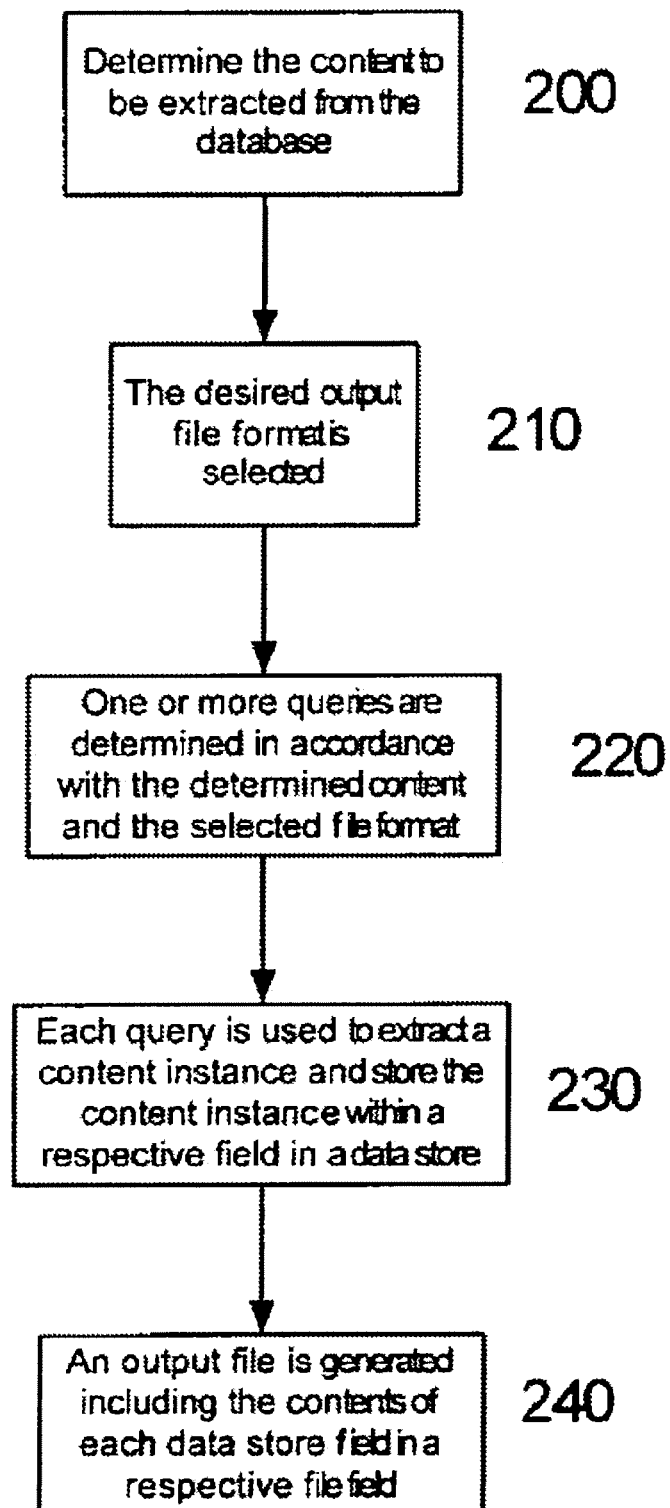 Determine the content to
be extracted from the
database
200
The desired output
file format is
selected
210
One or more queries are
determined in accordance
with the determined content
and the selected file format
220
Each query is used to extract a
content instance and store the
content instance within a
respective field in a data store
230
An output file is generated
including the contents of
each data store field in a
respective file field
240